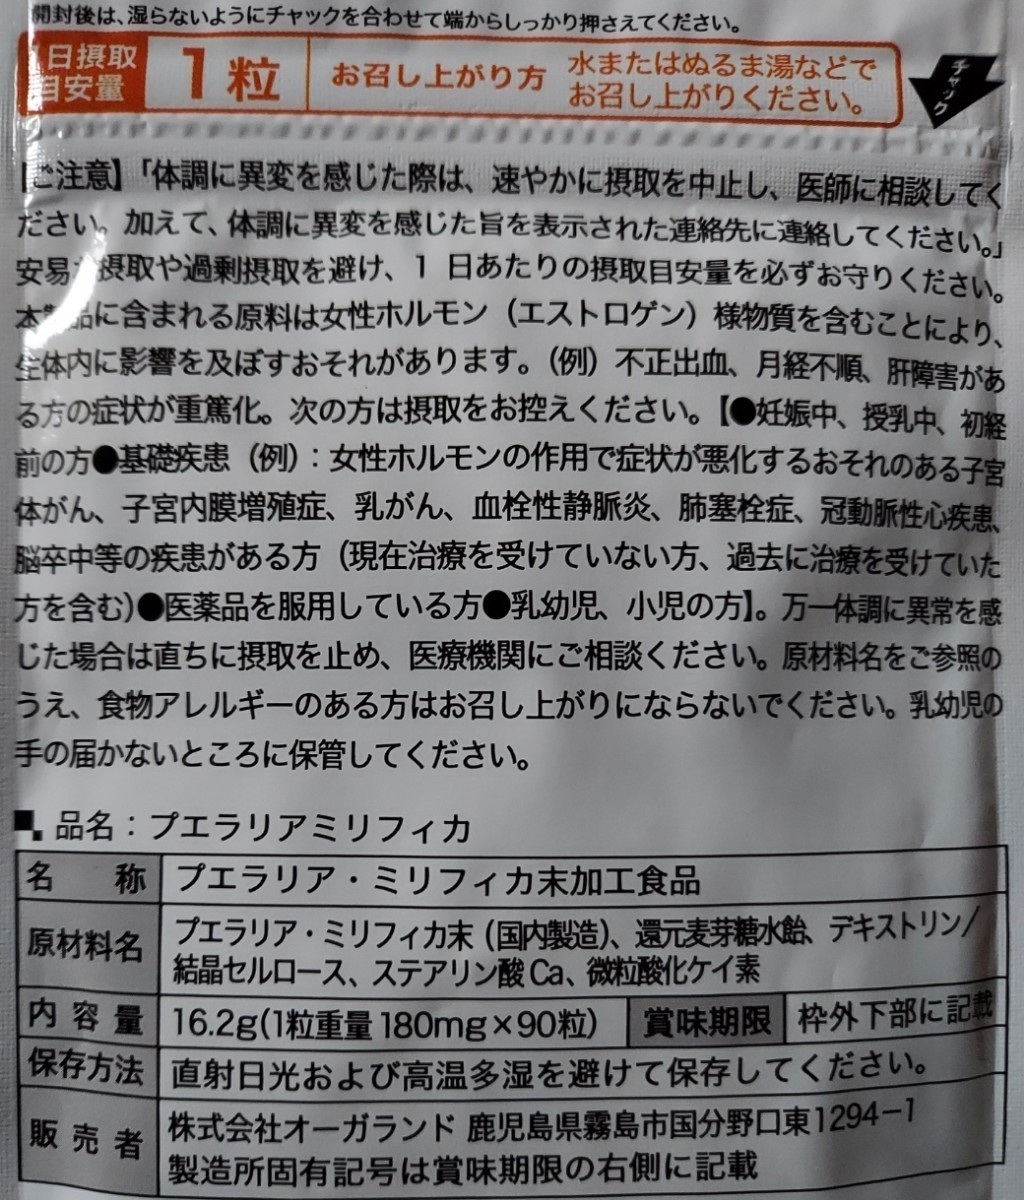 開封後は、湿らないようにチャックを合わせて端からしっかり押さえてください。
1日摂取
目安量
1粒
お召し上がり方
水またはぬるま湯などで
お召し上がりください。
チャック
【ご注意】「体調に異変を感じた際は、速やかに摂取を中止し、医師に相談してく
ださい。加えて、体調に異変を感じた旨を表示された連絡先に連絡してください。」
安易な摂取や過剰摂取を避け、1 日あたりの摂取目安量を必ずお守りください。
本製品に含まれる原料は女性ホルモン（エストロゲン）様物質を含むことにより、
生体内に影響を及ぼすおそれがあります。（例）不正出血、月経不順、肝障害があ
る方の症状が重篤化。次の方は摂取をお控えください。【●妊娠中、授乳中、初経
前の方●基礎疾患（例）：女性ホルモンの作用で症状が悪化するおそれのある子宮
体がん、子宮内膜増殖症、乳がん、血栓性静脈炎、肺塞栓症、冠動脈性心疾患、
脳卒中等の疾患がある方（現在治療を受けていない方、過去に治療を受けていた
方を含む）●医薬品を服用している方●乳幼児、小児の方】。万一体調に異常を感
じた場合は直ちに摂取を止め、医療機関にご相談ください。原材料名をご参照の
うえ、食物アレルギーのある方はお召し上がりにならないでください。乳幼児の
手の届かないところに保管してください。
品名：プエラリアミリフィカ
名 称 プエラリア・ミリフィカ末加工食品
原材料名 プエラリア・ミリフィカ末（国内製造）、還元麦芽糖水飴、デキストリン/
結晶セルロース、ステアリン酸Ca、微粒酸化ケイ素
内容量 16.2g(1粒重量180mg×90粒) 賞味期限 枠外下部に記載
保存方法 直射日光および高温多湿を避けて保存してください。
販売者 株式会社オーガランド 鹿児島県霧島市国分野口東1294-1
製造所固有記号は賞味期限の右側に記載